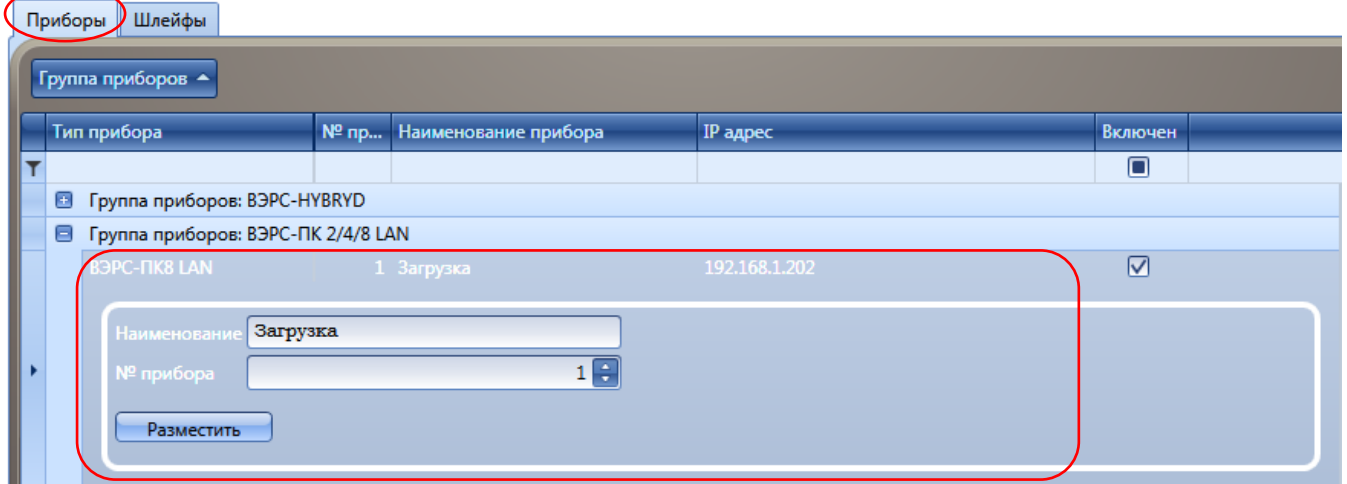 Приборы Шлейфы
Группа приборов
Тип прибора № пр... Наименование прибора IP адрес Включен
Группа приборов: ВЭРС-HYBRYD
Группа приборов: ВЭРС-ПК 2/4/8 LAN
ВЭРС-ПК8 LAN 1 Загрузка 192.168.1.202
Наименование Загрузка
№ прибора 1
Разместить